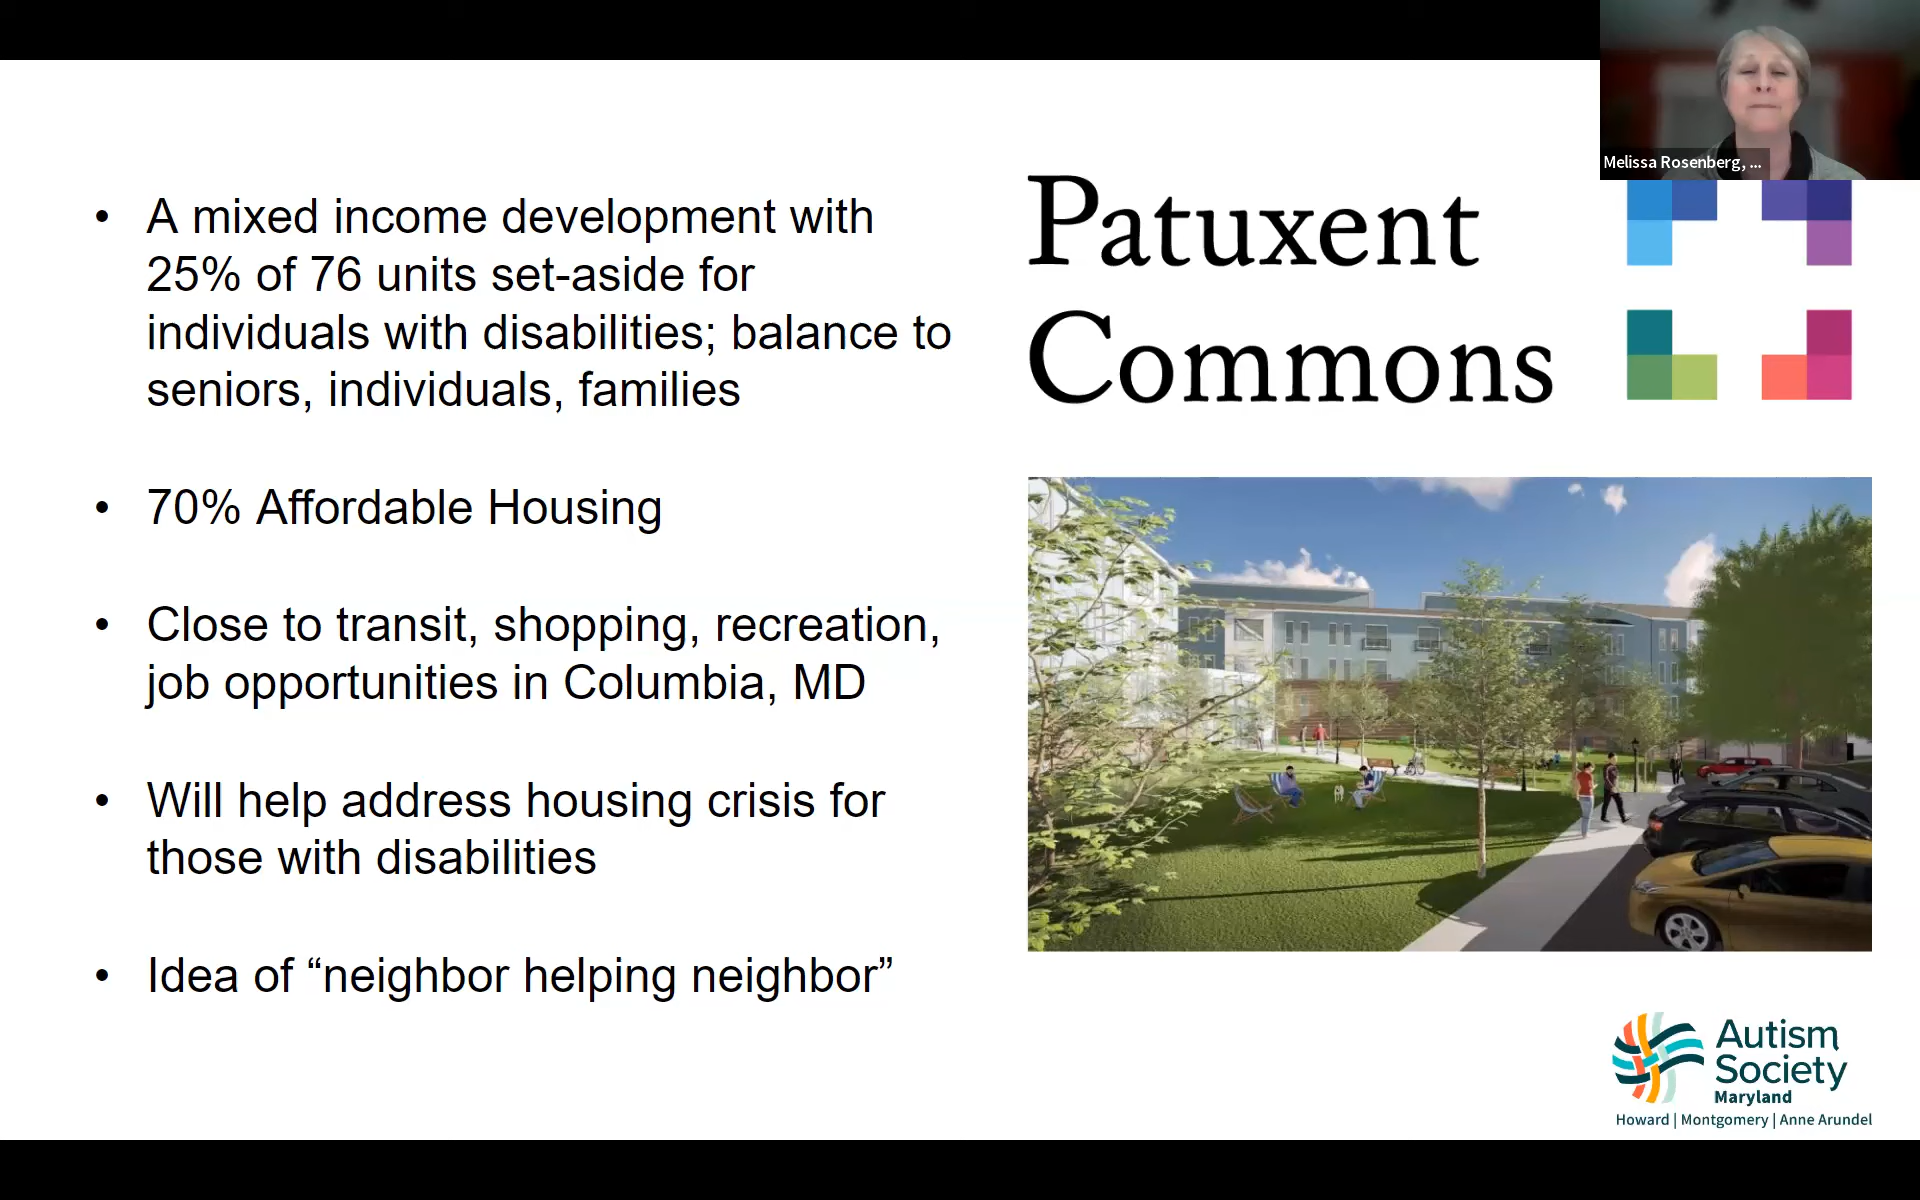 Melissa Rosenberg, ...
• A mixed income development with
25% of 76 units set-aside for
individuals with disabilities; balance to
seniors, individuals, families
• 70% Affordable Housing
• Close to transit, shopping, recreation,
job opportunities in Columbia, MD
• Will help address housing crisis for
those with disabilities
• Idea of “neighbor helping neighbor”
Patuxent
Commons
Autism
Society
Maryland
Howard | Montgomery | Anne Arundel